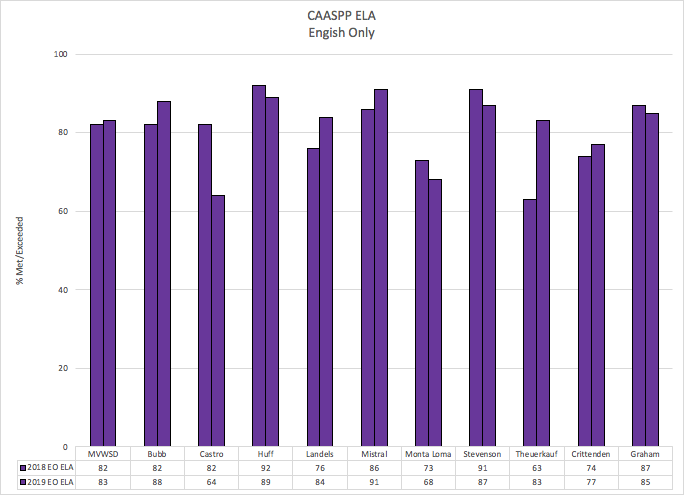 CAASPP ELA
Engish Only
% Met/Exceeded
100
80
60
40
20
0
MVWSD Bubb Castro Huff Landels Mistral Monta Loma Stevenson Theuerkauf Crittenden Graham
2018 EO ELA 82 82 82 92 76 86 73 91 63 74 87
2019 EO ELA 83 88 64 89 84 91 68 87 83 77 85